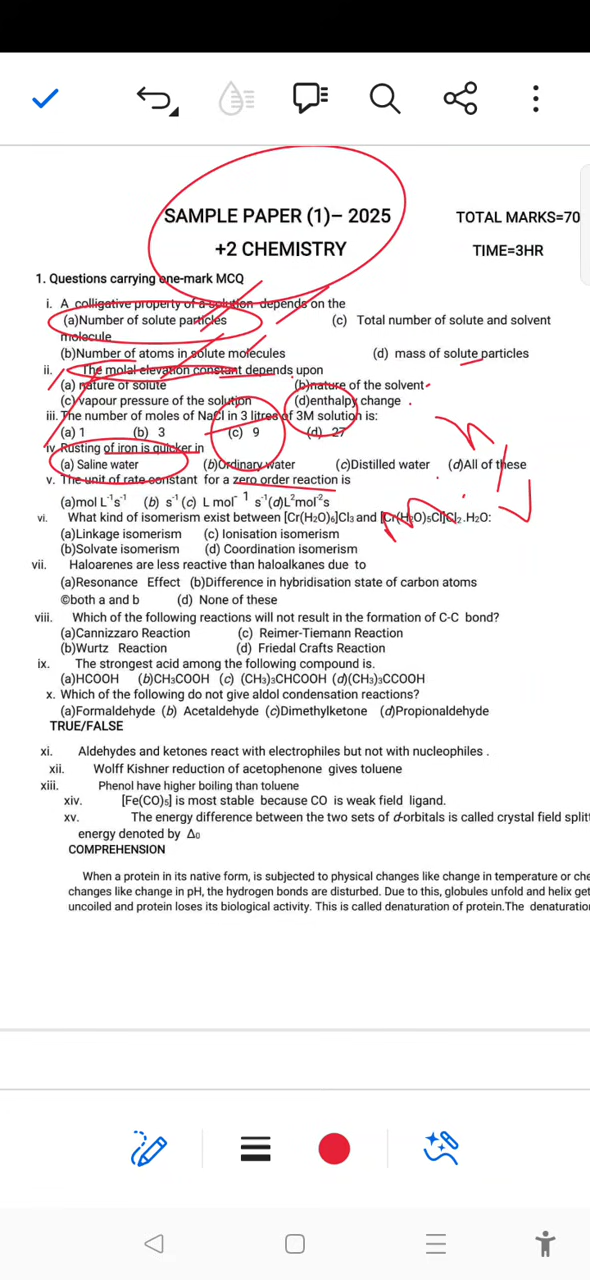 SAMPLE PAPER (1)– 2025 TOTAL MARKS=70
+2 CHEMISTRY TIME=3HR
1. Questions carrying one-mark MCQ
i. A colligative property of a solution depends on the
(a)Number of solute particles (c) Total number of solute and solvent
molecule
(b)Number of atoms in solute molecules (d) mass of solute particles
ii. The molal elevation constant depends upon
(a) nature of solute (b)nature of the solvent
(c) vapour pressure of the solution (d)enthalpy change .
iii. The number of moles of NaCl in 3 litres of 3M solution is:
(a) 1 (b) 3 (c) 9 (d) 27
iv. Rusting of iron is quicker in
(a) Saline water (b)Ordinary water (c)Distilled water (d)All of these
v. The unit of rate constant for a zero order reaction is
(a)mol L⁻¹s⁻¹ (b) s⁻¹ (c) L mol⁻¹ s⁻¹(d)L²mol⁻²s
vi. What kind of isomerism exist between [Cr(H₂O)₆]Cl₃ and [Cr(H₂O)₅Cl]Cl₂.H₂O:
(a)Linkage isomerism (c) Ionisation isomerism
(b)Solvate isomerism (d) Coordination isomerism
vii. Haloarenes are less reactive than haloalkanes due to
(a)Resonance Effect (b)Difference in hybridisation state of carbon atoms
©both a and b (d) None of these
viii. Which of the following reactions will not result in the formation of C-C bond?
(a)Cannizzaro Reaction (c) Reimer-Tiemann Reaction
(b)Wurtz Reaction (d) Friedal Crafts Reaction
ix. The strongest acid among the following compound is.
(a)HCOOH (b)CH₃COOH (c) (CH₃)₃CHCOOH (d)(CH₃)₃CCOOH
x. Which of the following do not give aldol condensation reactions?
(a)Formaldehyde (b) Acetaldehyde (c)Dimethylketone (d)Propionaldehyde
TRUE/FALSE
xi. Aldehydes and ketones react with electrophiles but not with nucleophiles .
xii. Wolff Kishner reduction of acetophenone gives toluene
xiii. Phenol have higher boiling than toluene
xiv. [Fe(CO)₅] is most stable because CO is weak field ligand.
xv. The energy difference between the two sets of d-orbitals is called crystal field split
energy denoted by Δ₀
COMPREHENSION
When a protein in its native form, is subjected to physical changes like change in temperature or che
changes like change in pH, the hydrogen bonds are disturbed. Due to this, globules unfold and helix get
uncoiled and protein loses its biological activity. This is called denaturation of protein.The denaturatio